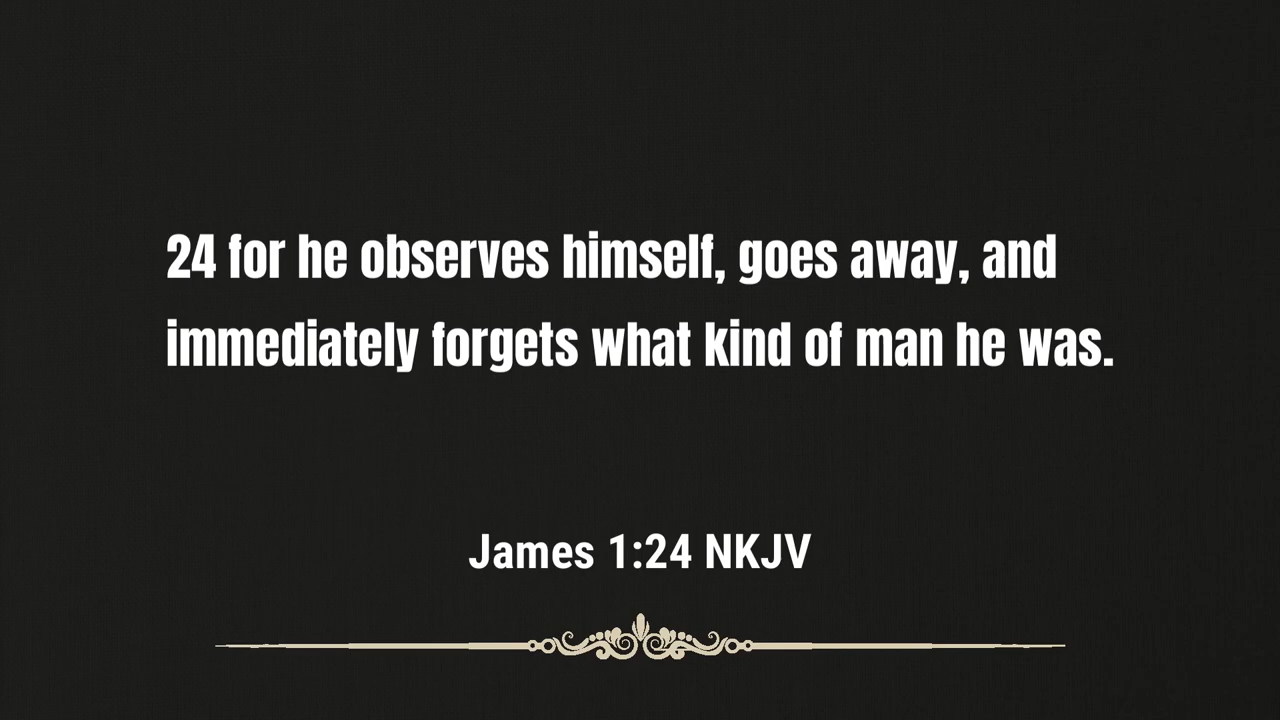 24 for he observes himself, goes away, and
immediately forgets what kind of man he was.
James 1:24 NKJV